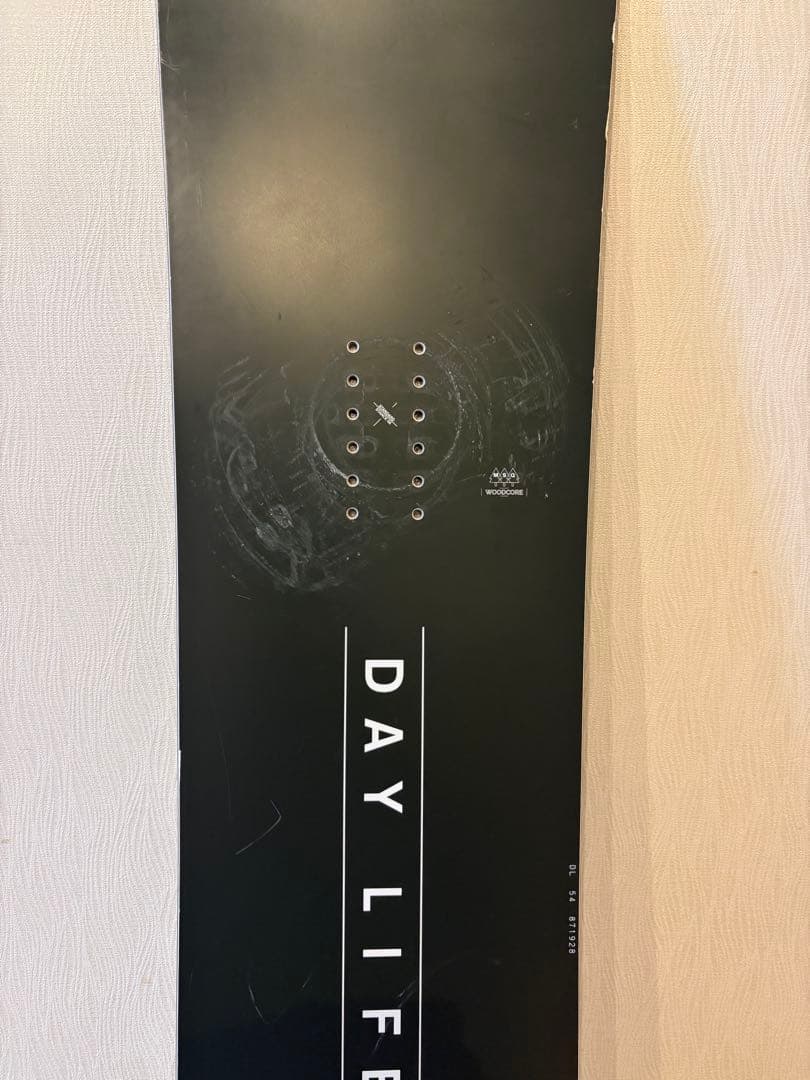 M S Q
WOODCORE
DAY LIFE
DL 54 871928